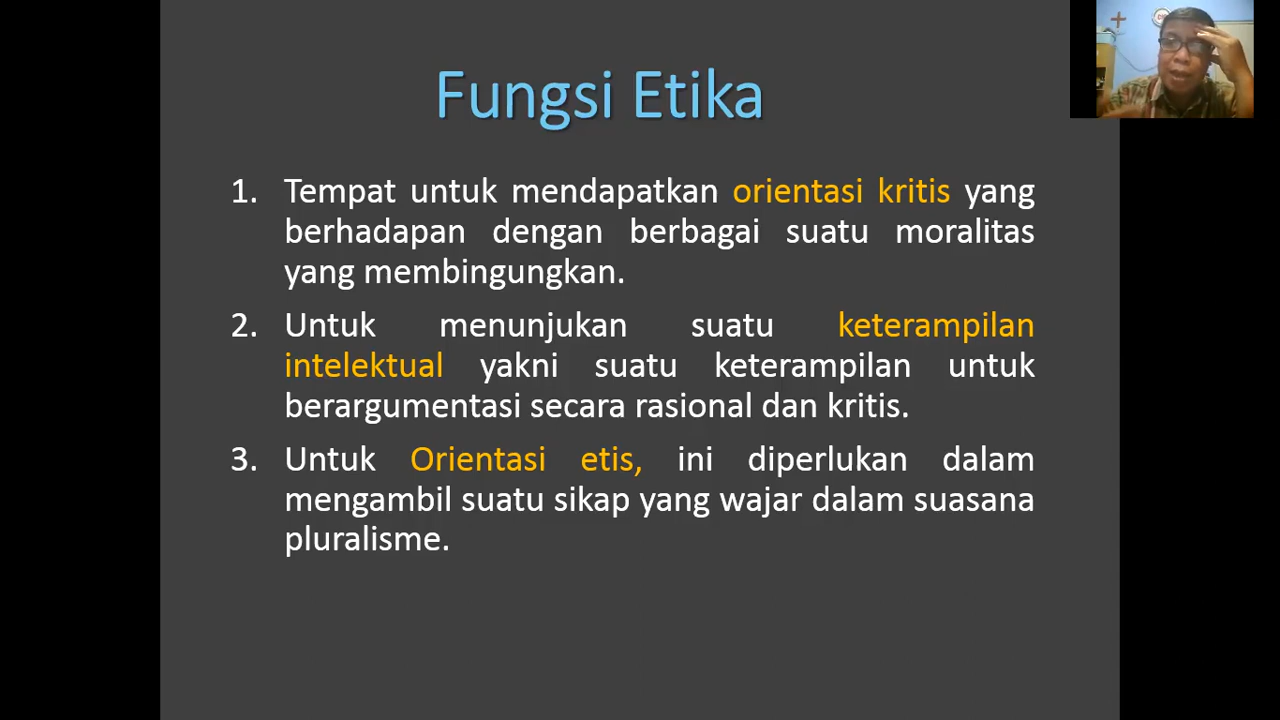 Fungsi Etika
1. Tempat untuk mendapatkan orientasi kritis yang
berhadapan dengan berbagai suatu moralitas
yang membingungkan.
2. Untuk menunjukan suatu keterampilan
intelektual yakni suatu keterampilan untuk
berargumentasi secara rasional dan kritis.
3. Untuk Orientasi etis, ini diperlukan dalam
mengambil suatu sikap yang wajar dalam suasana
pluralisme.